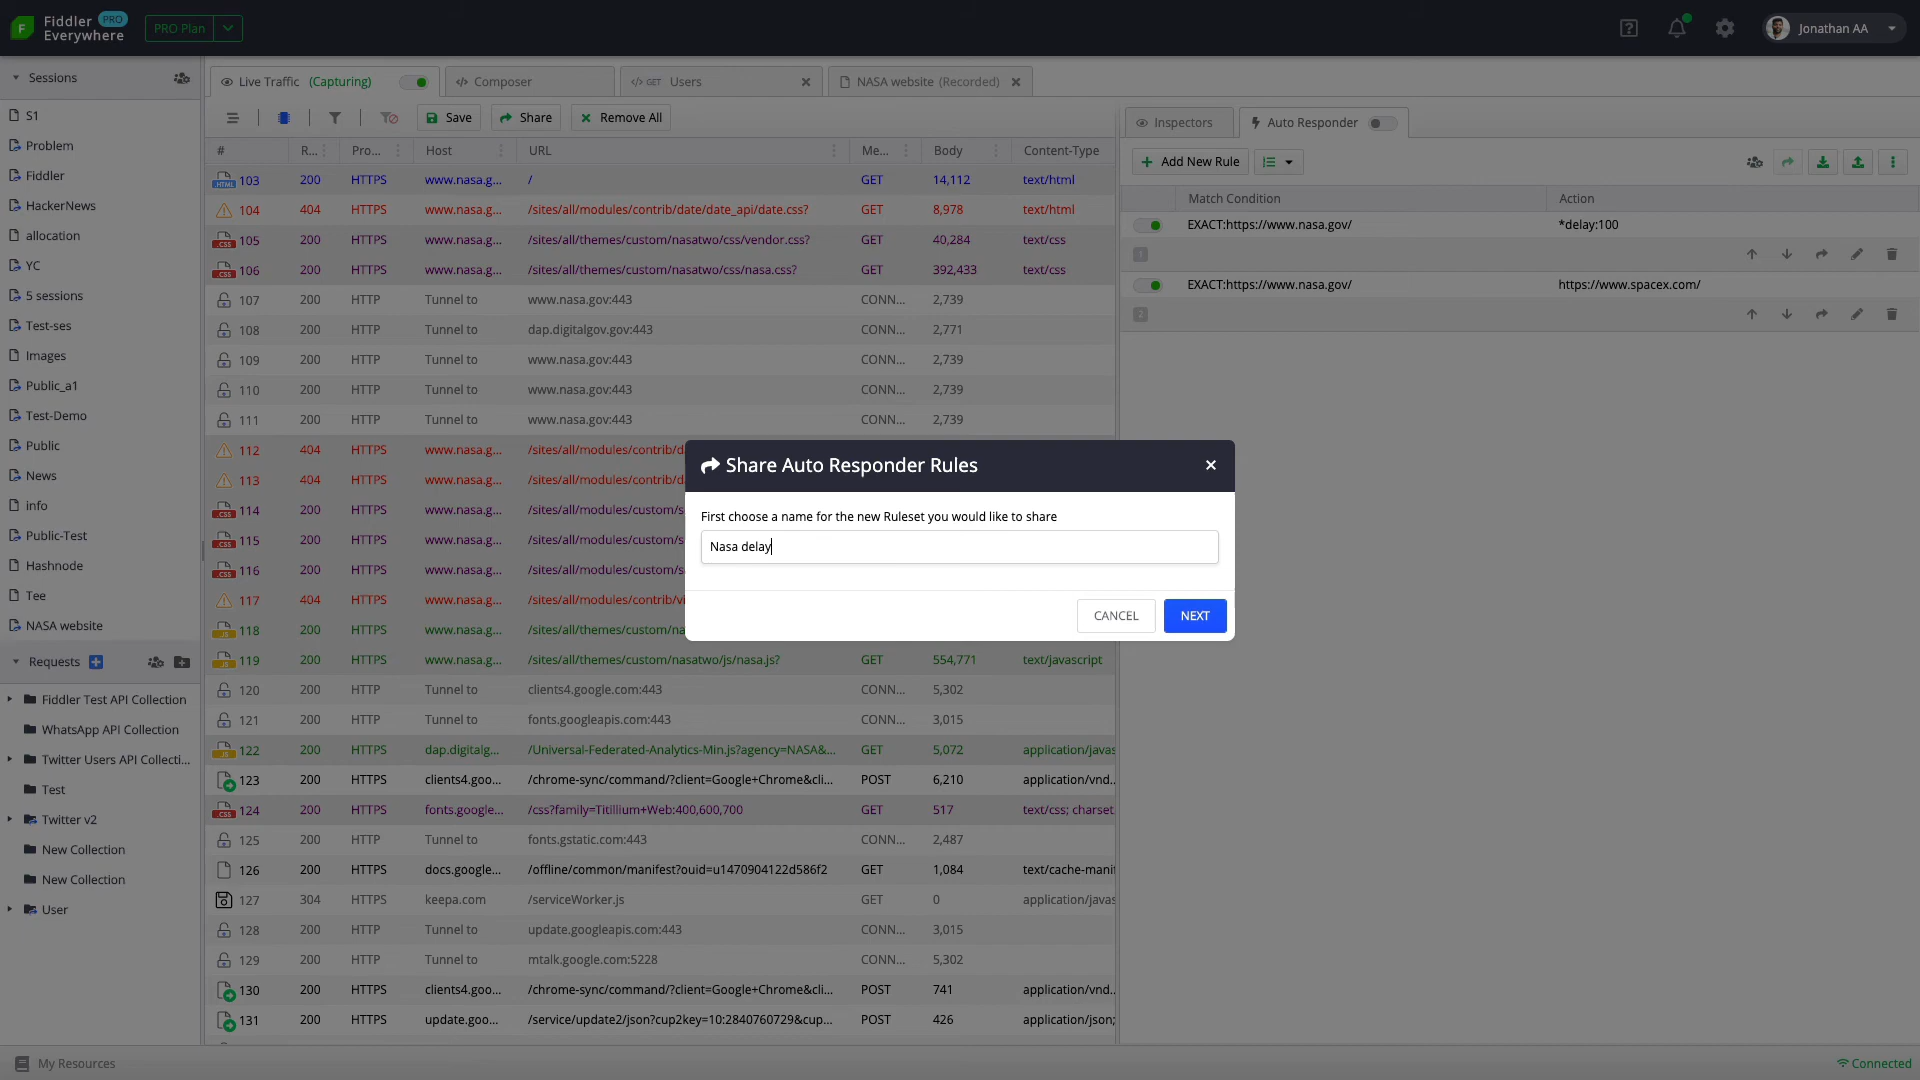 Fiddler PRO
Everywhere
PRO Plan
Jonathan AA
Sessions
S1
Problem
Fiddler
HackerNews
allocation
YC
5 sessions
Test-ses
Images
Public_a1
Test-Demo
Public
News
info
Public-Test
Hashnode
Tee
NASA website
Requests
Fiddler Test API Collection
WhatsApp API Collection
Twitter Users API Collecti...
Test
Twitter v2
New Collection
New Collection
User
My Resources
Live Traffic (Capturing)
Composer
GET Users
NASA website (Recorded)
Save
Share
Remove All
# R... Pro... Host URL Me... Body Content-Type
103 200 HTTPS www.nasa.g... / GET 14,112 text/html
104 404 HTTPS www.nasa.g... /sites/all/modules/contrib/date/date_api/date.css? GET 8,978 text/html
105 200 HTTPS www.nasa.g... /sites/all/themes/custom/nasatwo/css/vendor.css? GET 40,284 text/css
106 200 HTTPS www.nasa.g... /sites/all/themes/custom/nasatwo/css/nasa.css? GET 392,433 text/css
107 200 HTTP Tunnel to www.nasa.gov:443 CONN... 2,739
108 200 HTTP Tunnel to dap.digitalgov.gov:443 CONN... 2,771
109 200 HTTP Tunnel to www.nasa.gov:443 CONN... 2,739
110 200 HTTP Tunnel to www.nasa.gov:443 CONN... 2,739
111 200 HTTP Tunnel to www.nasa.gov:443 CONN... 2,739
112 404 HTTPS www.nasa.g... /sites/all/modules/contrib/d
113 404 HTTPS www.nasa.g... /sites/all/modules/contrib/d
114 200 HTTPS www.nasa.g... /sites/all/themes/custom/s
115 200 HTTPS www.nasa.g... /sites/all/modules/custom/s
116 200 HTTPS www.nasa.g... /sites/all/modules/custom/s
117 404 HTTPS www.nasa.g... /sites/all/modules/contrib/vi
118 200 HTTPS www.nasa.g... /sites/all/themes/custom/na
119 200 HTTPS www.nasa.g... /sites/all/themes/custom/nasatwo/js/nasa.js? GET 554,771 text/javascript
120 200 HTTP Tunnel to clients4.google.com:443 CONN... 5,302
121 200 HTTP Tunnel to fonts.googleapis.com:443 CONN... 3,015
122 200 HTTPS dap.digitalg... /Universal-Federated-Analytics-Min.js?agency=NASA&... GET 5,072 application/javas
123 200 HTTPS clients4.goo... /chrome-sync/command/?client=Google+Chrome&cli... POST 6,210 application/vnd..
124 200 HTTPS fonts.google... /css?family=Titillium+Web:400,600,700 GET 517 text/css; charset
125 200 HTTP Tunnel to fonts.gstatic.com:443 CONN... 2,487
126 200 HTTPS docs.google... /offline/common/manifest?ouid=u1470904122d586f2 GET 1,084 text/cache-manif
127 304 HTTPS keepa.com /serviceWorker.js GET 0 application/javas
128 200 HTTP Tunnel to update.googleapis.com:443 CONN... 3,015
129 200 HTTP Tunnel to mtalk.google.com:5228 CONN... 5,302
130 200 HTTPS clients4.goo... /chrome-sync/command/?client=Google+Chrome&cli... POST 741 application/vnd..
131 200 HTTPS update.goo... /service/update2/json?cup2key=10:2840760729&cup... POST 426 application/json;
Inspectors
Auto Responder
Add New Rule
Match Condition Action
EXACT:https://www.nasa.gov/ *delay:100
1
EXACT:https://www.nasa.gov/ https://www.spacex.com/
2
Share Auto Responder Rules
First choose a name for the new Ruleset you would like to share
Nasa delay
CANCEL
NEXT
Connected